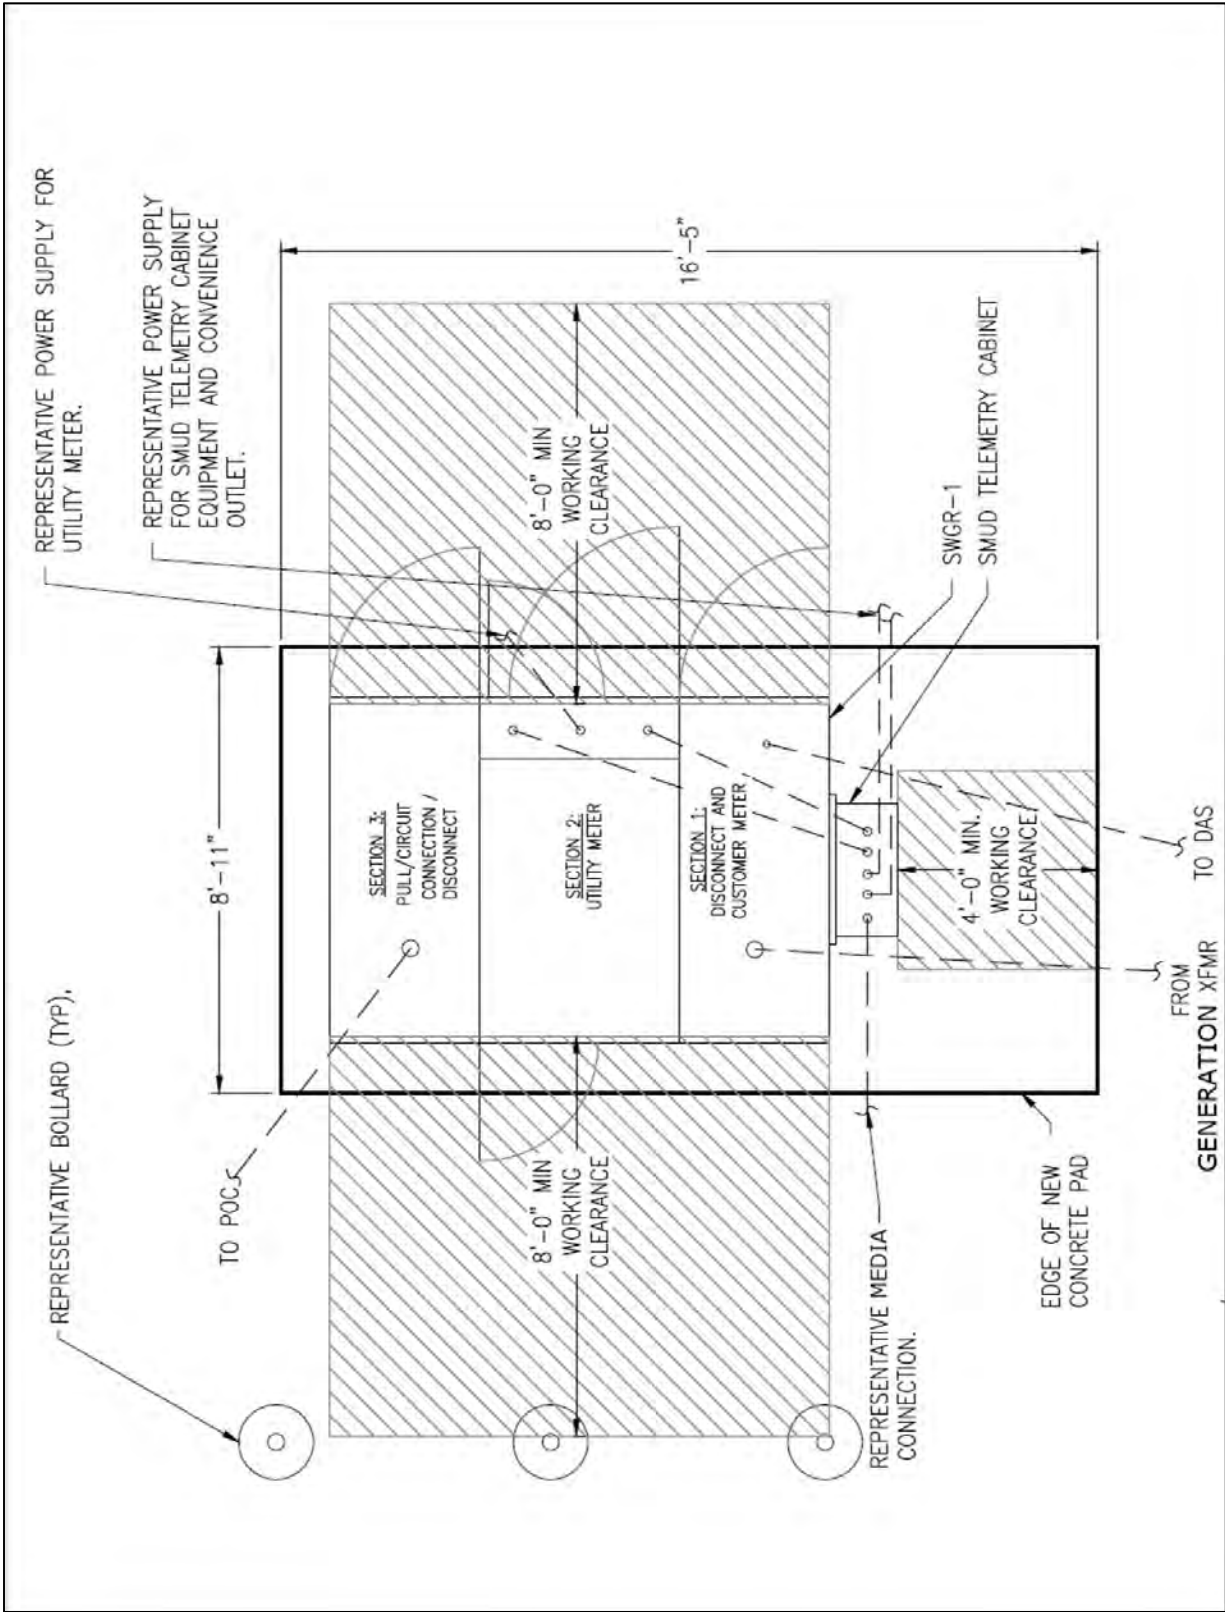 REPRESENTATIVE BOLLARD (TYP).
REPRESENTATIVE POWER SUPPLY FOR
UTILITY METER.
REPRESENTATIVE POWER SUPPLY
FOR SMUD TELEMETRY CABINET
EQUIPMENT AND CONVENIENCE
OUTLET.
TO POC
8'-11"
16'-5"
SECTION 3:
PULL/CIRCUIT
CONNECTION /
DISCONNECT
SECTION 2:
UTILITY METER
SECTION 1:
DISCONNECT AND
CUSTOMER METER
8'-0" MIN
WORKING
CLEARANCE
8'-0" MIN
WORKING
CLEARANCE
4'-0" MIN.
WORKING
CLEARANCE
SWGR-1
SMUD TELEMETRY CABINET
REPRESENTATIVE MEDIA
CONNECTION.
EDGE OF NEW
CONCRETE PAD
FROM
GENERATION XFMR
TO DAS